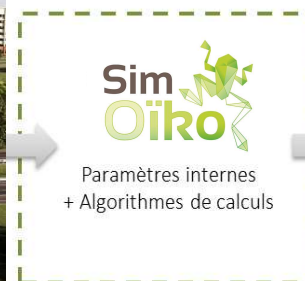 Sim
Oïko
Paramètres internes
+ Algorithmes de calculs